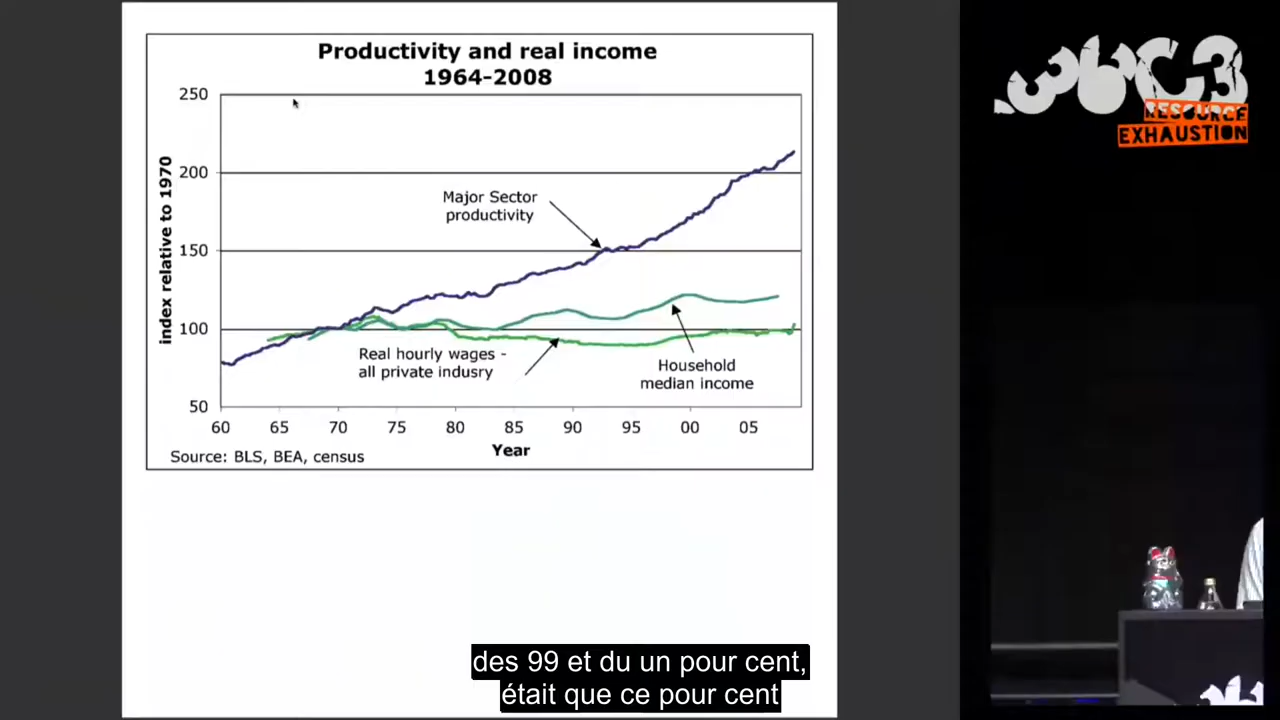 Productivity and real income
1964-2008
250
200
150
100
50
index relative to 1970
Major Sector
productivity
Real hourly wages -
all private indusry
Household
median income
60 65 70 75 80 85 90 95 00 05
Year
Source: BLS, BEA, census
36C3
RESOURCE
EXHAUSTION
des 99 et du un pour cent,
était que ce pour cent